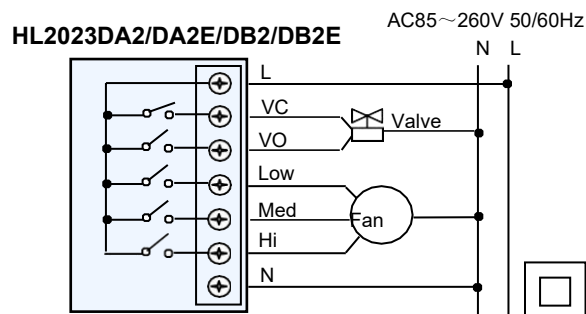 AC85～260V 50/60Hz
HL2023DA2/DA2E/DB2/DB2E
N L
L
VC
Valve
VO
Low
Med
Fan
Hi
N